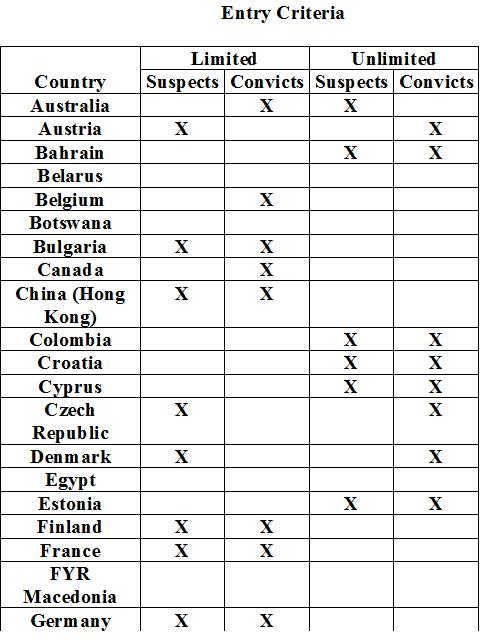 Entry Criteria
Limited Unlimited
Country Suspects Convicts Suspects Convicts
Australia X X
Austria X X
Bahrain X X
Belarus
Belgium X
Botswana
Bulgaria X X
Canada X
China (Hong X X
Kong)
Colombia X X
Croatia X X
Cyprus X X
Czech X X
Republic
Denmark X X
Egypt
Estonia X X
Finland X X
France X X
FYR
Macedonia
Germany X X